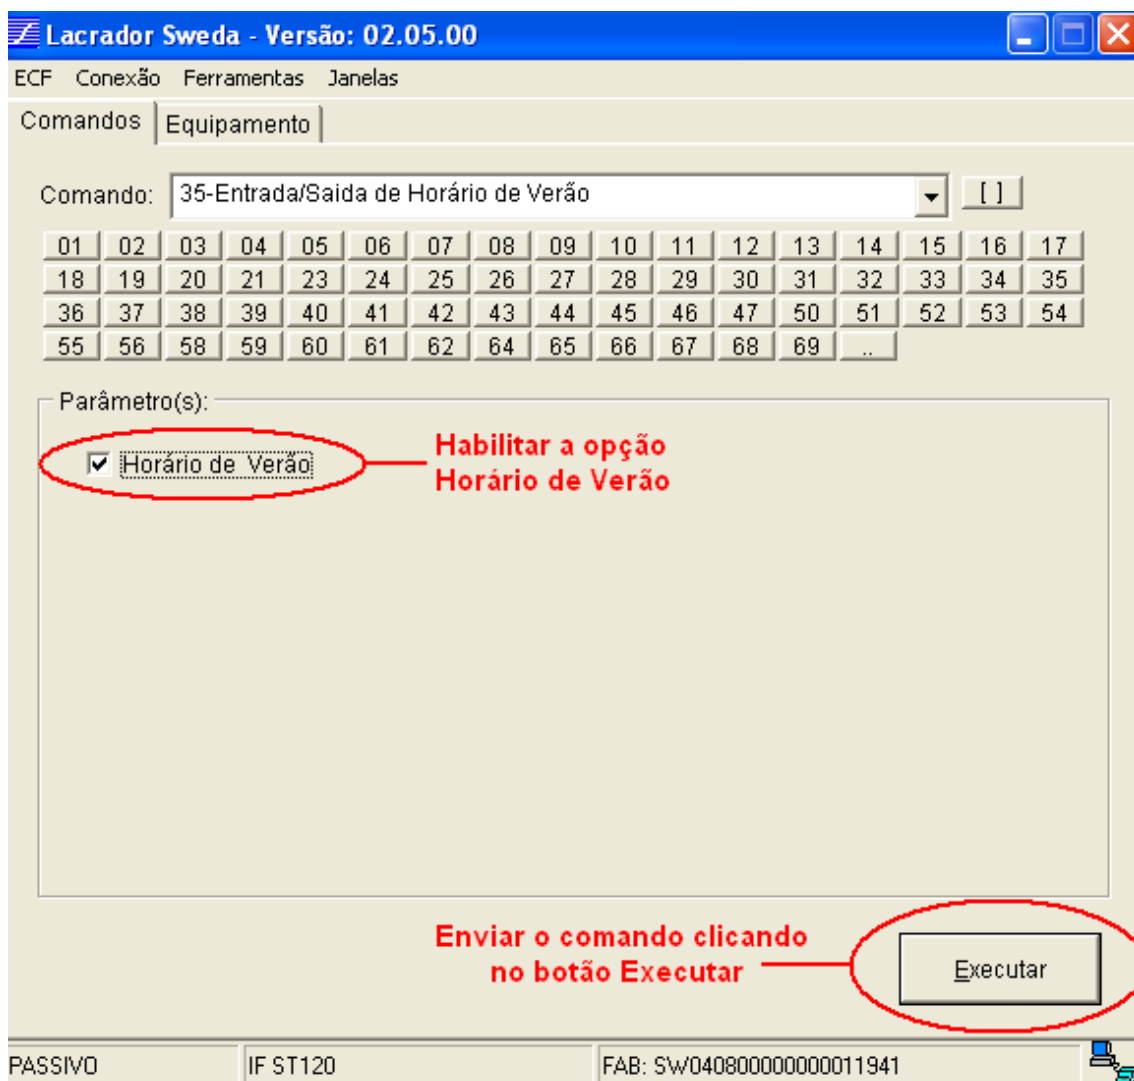 Lacrador Sweda - Versão: 02.05.00
ECF Conexão Ferramentas Janelas
Comandos Equipamento
Comando: 35-Entrada/Saida de Horário de Verão [ ]
01 02 03 04 05 06 07 08 09 10 11 12 13 14 15 16 17
18 19 20 21 23 24 25 26 27 28 29 30 31 32 33 34 35
36 37 38 39 40 41 42 43 44 45 46 47 50 51 52 53 54
55 56 58 59 60 61 62 64 65 66 67 68 69 ..
Parâmetro(s):
Horário de Verão
Habilitar a opção
Horário de Verão
Enviar o comando clicando
no botão Executar
Executar
PASSIVO IF ST120 FAB: SW040800000000011941